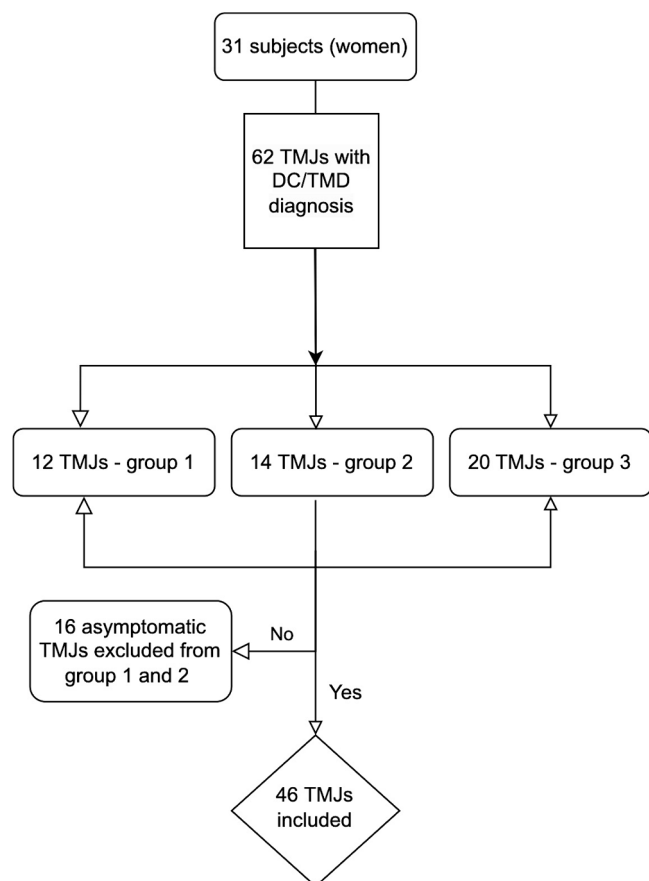 31 subjects (women)
62 TMJs with
DC/TMD
diagnosis
12 TMJs - group 1
14 TMJs - group 2
20 TMJs - group 3
16 asymptomatic
TMJs excluded from
group 1 and 2
No
Yes
46 TMJs
included